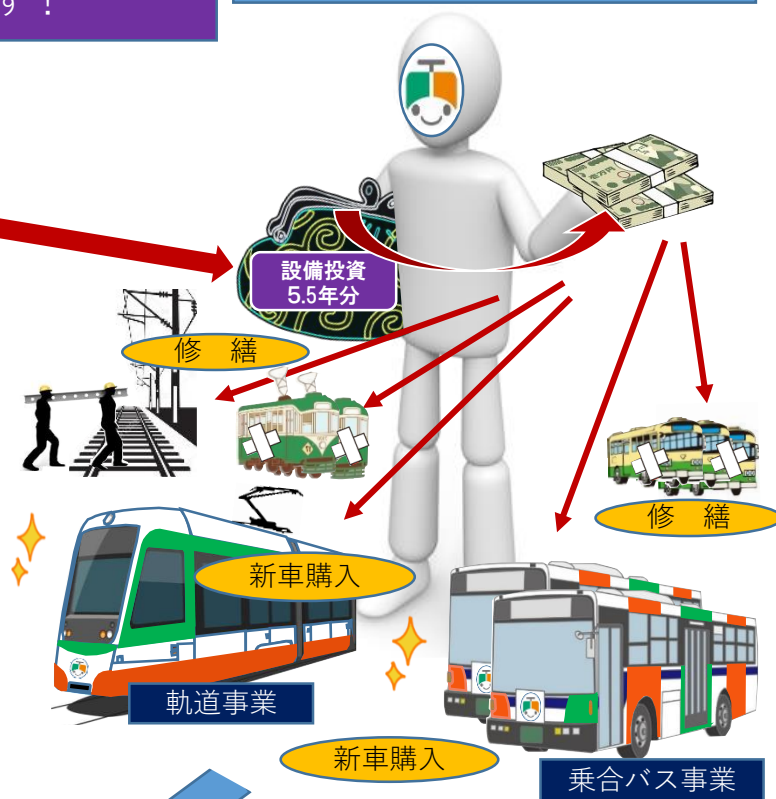 す！
設備投資
5.5年分
修　繕
修　繕
新車購入
軌道事業
新車購入
乗合バス事業